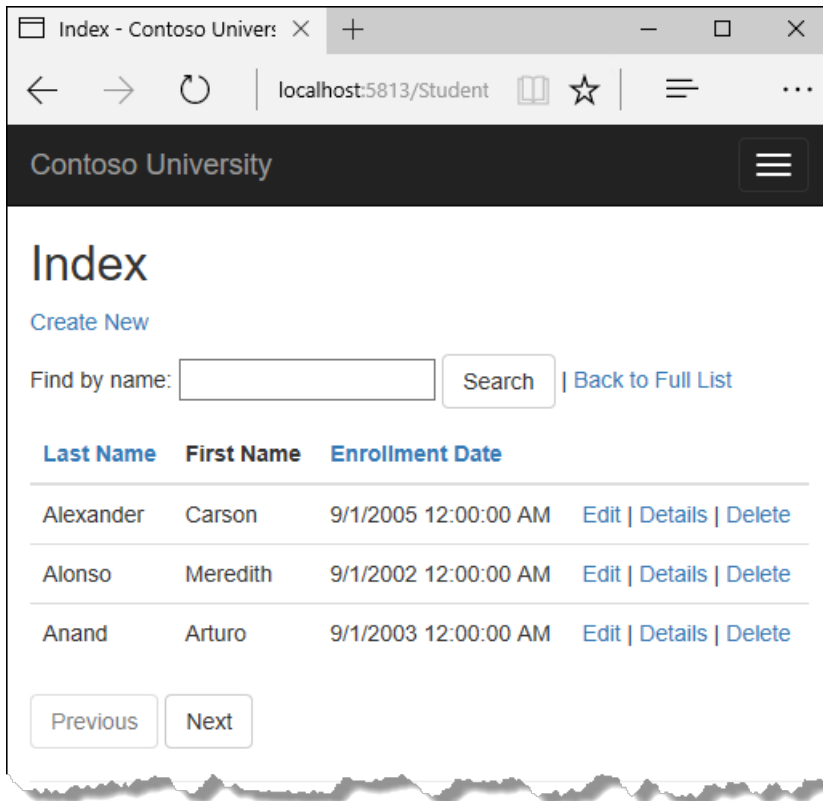 Index - Contoso Univers
localhost:5813/Student
Contoso University
Index
Create New
Find by name: Search | Back to Full List
Last Name First Name Enrollment Date
Alexander Carson 9/1/2005 12:00:00 AM Edit | Details | Delete
Alonso Meredith 9/1/2002 12:00:00 AM Edit | Details | Delete
Anand Arturo 9/1/2003 12:00:00 AM Edit | Details | Delete
Previous Next